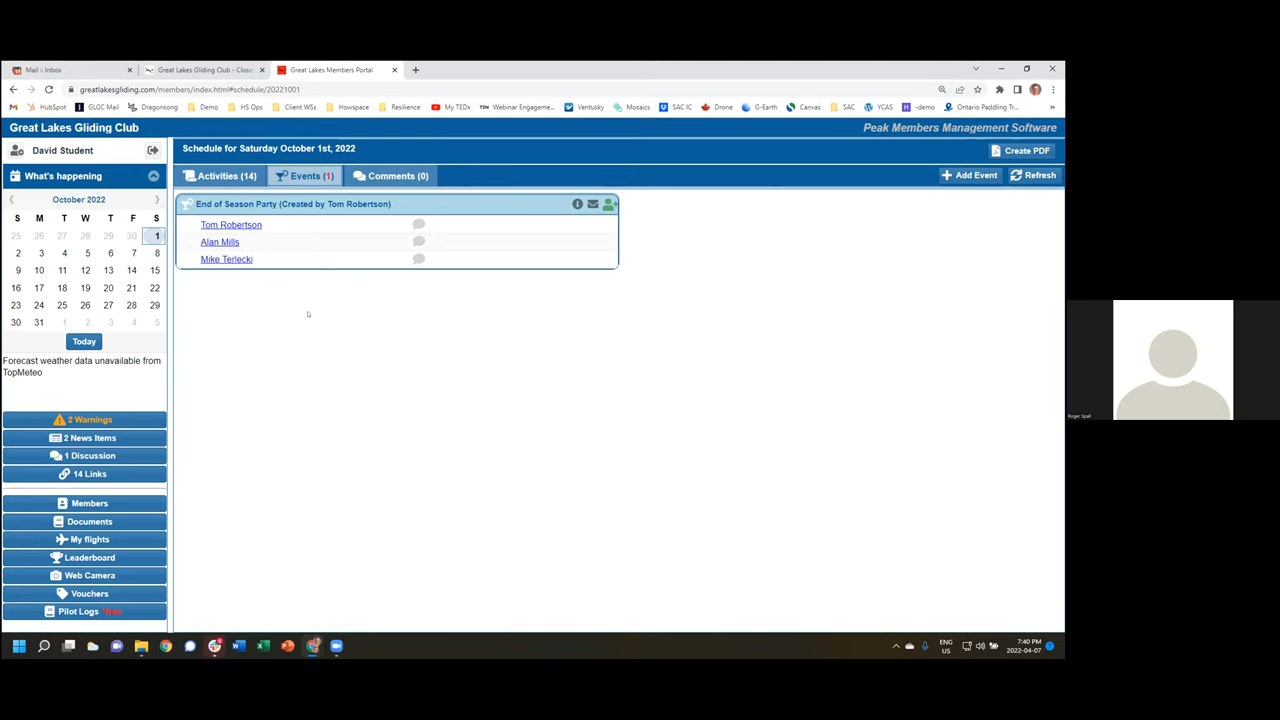 Mail :: Inbox
Great Lakes Gliding Club - Close
Great Lakes Members Portal
greatlakesgliding.com/members/index.html#schedule/20221001
HubSpot GLGC Mail Dragonsong Demo HS Ops Client WSs Howspace Resilience My TEDx TSN Webinar Engageme... Ventusky Mosaics SAC IC Drone G-Earth Canvas SAC YCAS -demo Ontario Paddling Tr...
Great Lakes Gliding Club
Peak Members Management Software
David Student
Schedule for Saturday October 1st, 2022
Create PDF
What's happening
Activities (14)
Events (1)
Comments (0)
Add Event
Refresh
October 2022
S M T W T F S
25 26 27 28 29 30 1
2 3 4 5 6 7 8
9 10 11 12 13 14 15
16 17 18 19 20 21 22
23 24 25 26 27 28 29
30 31 1 2 3 4 5
Today
Forecast weather data unavailable from
TopMeteo
End of Season Party (Created by Tom Robertson)
Tom Robertson
Alan Mills
Mike Terlecki
2 Warnings
2 News Items
1 Discussion
14 Links
Members
Documents
My flights
Leaderboard
Web Camera
Vouchers
Pilot Logs
Roger Spall
ENG
US
7:40 PM
2022-04-07